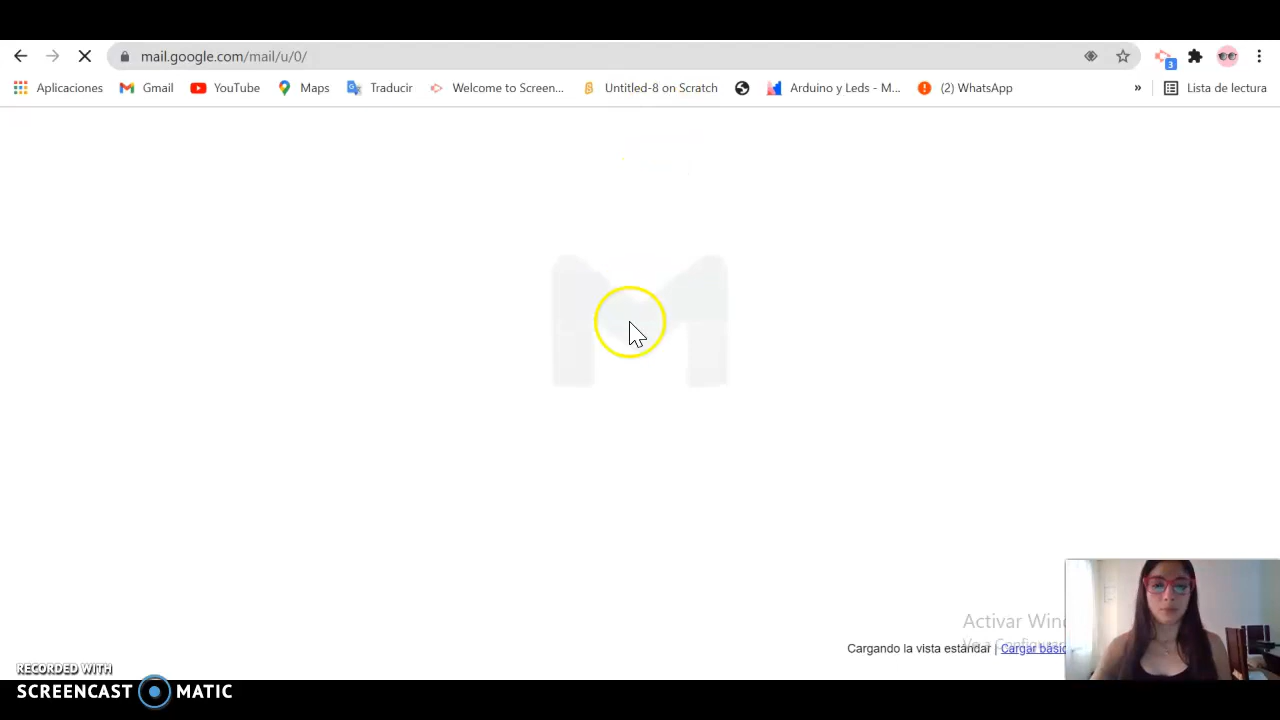 mail.google.com/mail/u/0/
3
Aplicaciones Gmail YouTube Maps Traducir Welcome to Screen... Untitled-8 on Scratch Arduino y Leds - M... (2) WhatsApp » Lista de lectura
Activar Win
Cargando la vista estándar | Cargar básic
RECORDED WITH
SCREENCAST MATIC